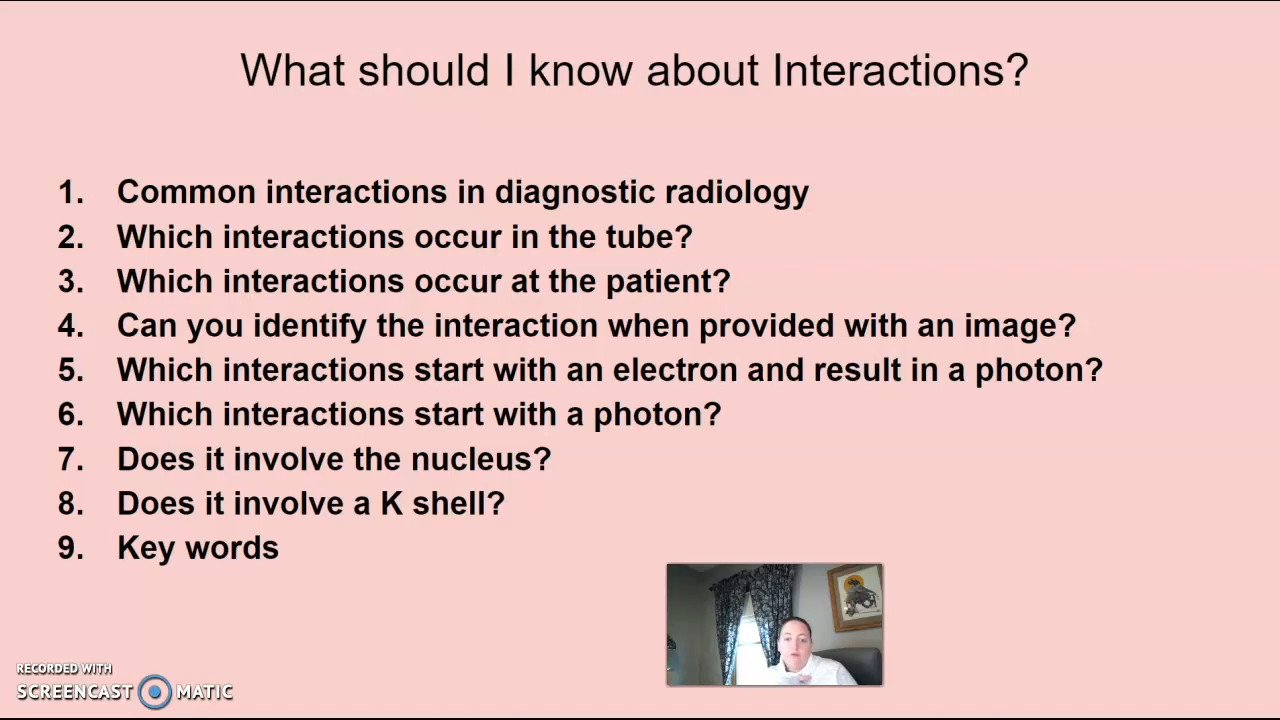 What should I know about Interactions?
1. Common interactions in diagnostic radiology
2. Which interactions occur in the tube?
3. Which interactions occur at the patient?
4. Can you identify the interaction when provided with an image?
5. Which interactions start with an electron and result in a photon?
6. Which interactions start with a photon?
7. Does it involve the nucleus?
8. Does it involve a K shell?
9. Key words
RECORDED WITH
SCREENCAST MATIC